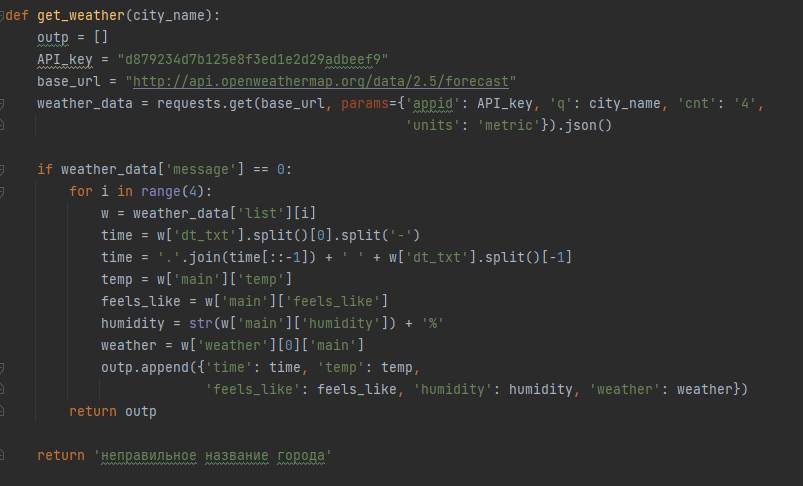 def get_weather(city_name):
    outp = []
    API_key = "d879234d7b125e8f3ed1e2d29adbeef9"
    base_url = "http://api.openweathermap.org/data/2.5/forecast"
    weather_data = requests.get(base_url, params={'appid': API_key, 'q': city_name, 'cnt': '4',
                                                  'units': 'metric'}).json()

    if weather_data['message'] == 0:
        for i in range(4):
            w = weather_data['list'][i]
            time = w['dt_txt'].split()[0].split('-')
            time = '.'.join(time[::-1]) + ' ' + w['dt_txt'].split()[-1]
            temp = w['main']['temp']
            feels_like = w['main']['feels_like']
            humidity = str(w['main']['humidity']) + '%'
            weather = w['weather'][0]['main']
            outp.append({'time': time, 'temp': temp,
                         'feels_like': feels_like, 'humidity': humidity, 'weather': weather})
        return outp

    return 'неправильное название города'